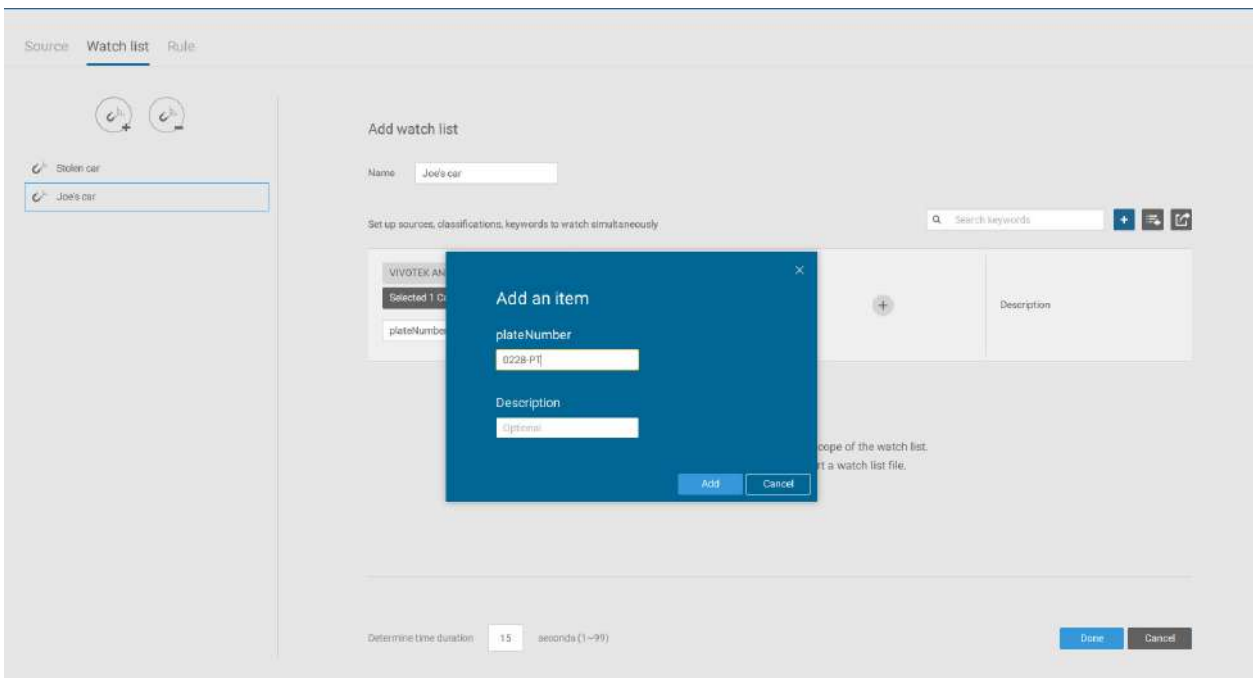 Source Watch list Rule
Stolen car
Joe's car
Add watch list
Name Joe's car
Set up sources, classifications, keywords to watch simultaneously
Search keywords
VIVOTEK AN
Selected 1
plateNumber
Description
Add an item
plateNumber
0228-PT
Description
Optional
Add Cancel
cope of the watch list.
rt a watch list file.
Determine time duration 15 seconds (1~99)
Done Cancel